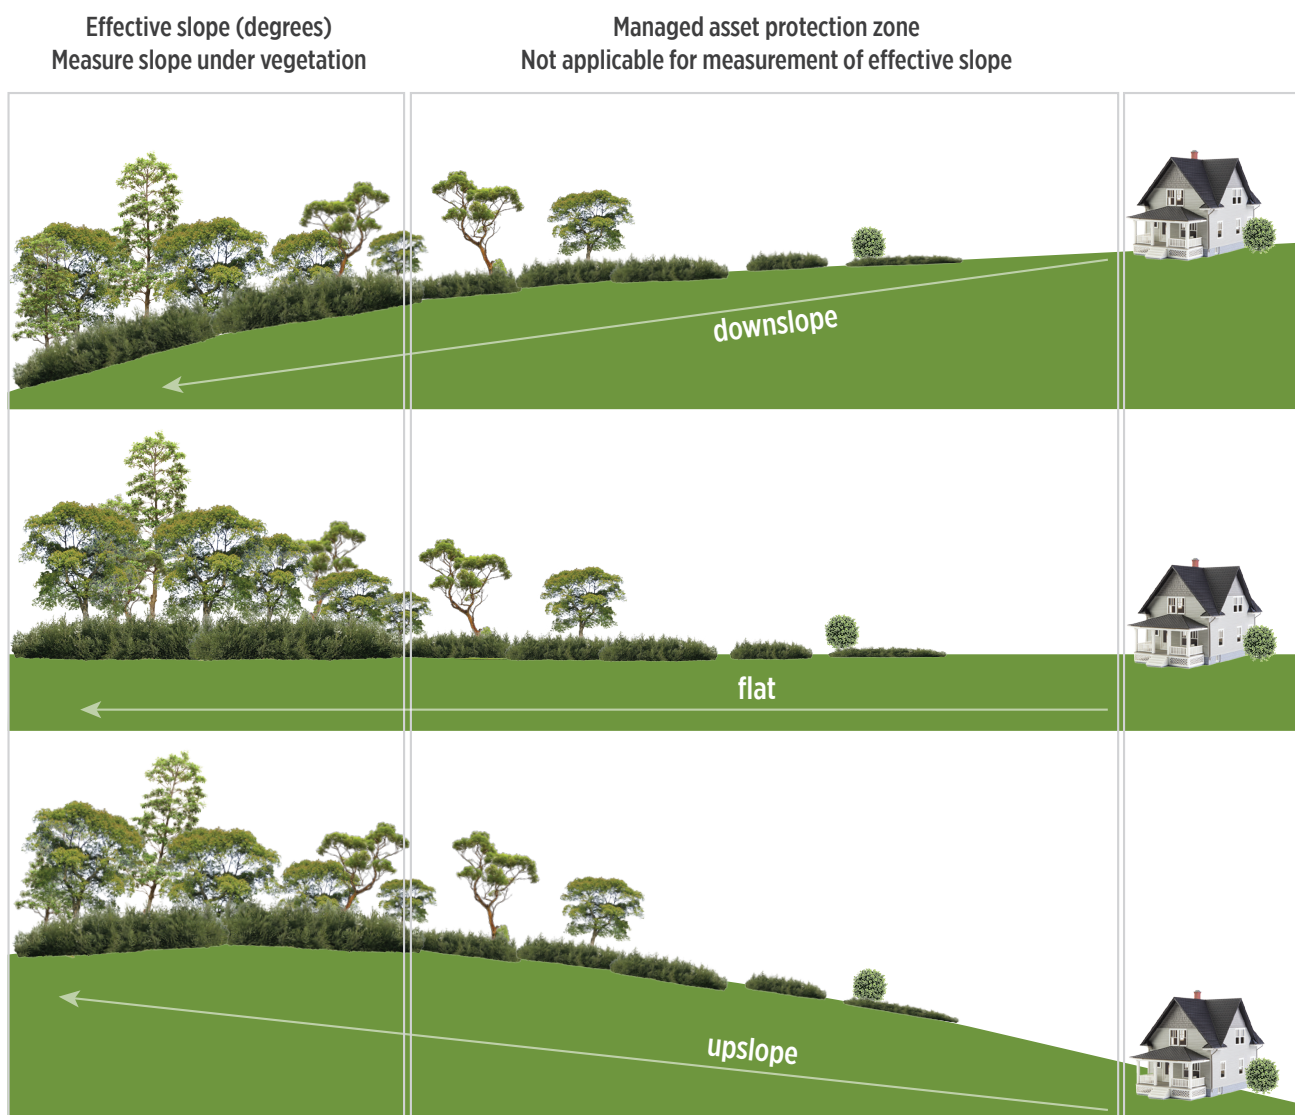 Effective slope (degrees)
Measure slope under vegetation
Managed asset protection zone
Not applicable for measurement of effective slope
downslope
flat
upslope